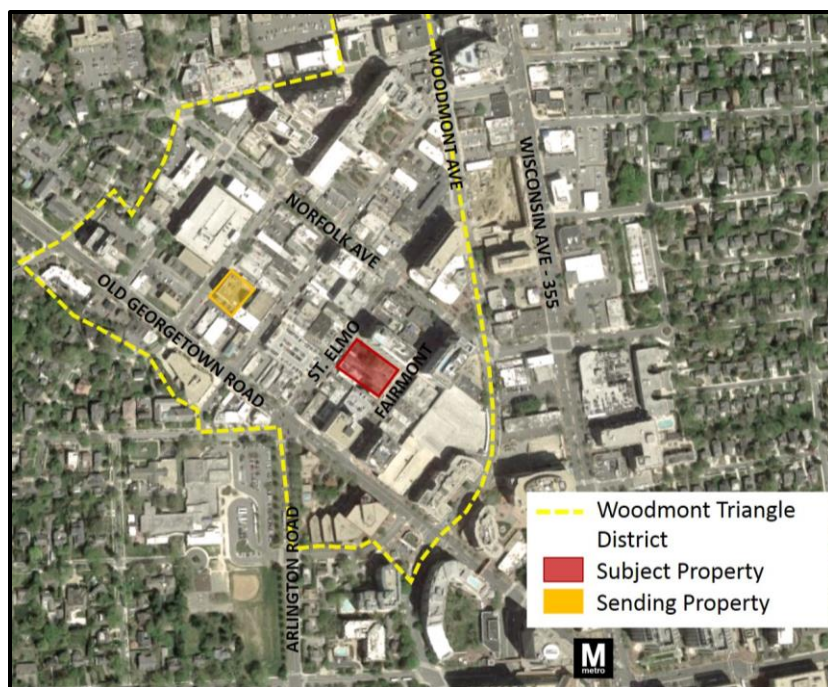 WOODMONT AVE
WISCONSIN AVE - 355
NORFOLK AVE
OLD GEORGETOWN ROAD
ST. ELMO
FAIRMONT
ARLINGTON ROAD
Woodmont Triangle
District
Subject Property
Sending Property
M
metro